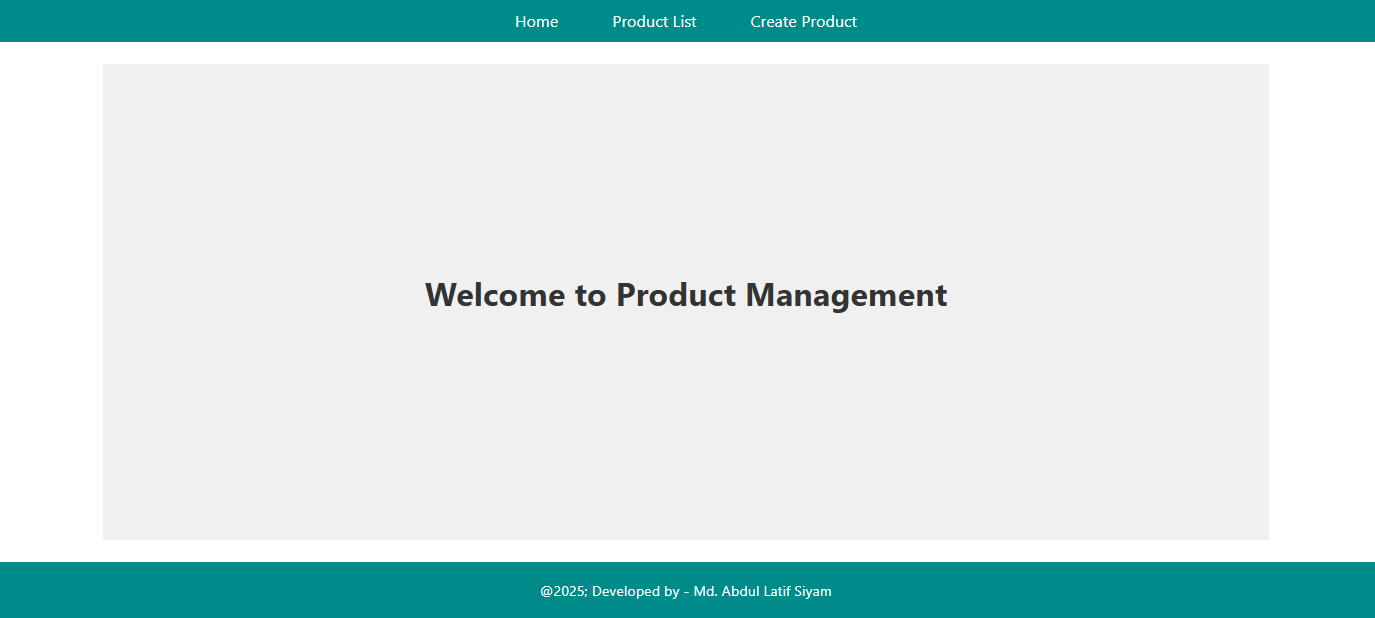 Home Product List Create Product
Welcome to Product Management
@2025; Developed by - Md. Abdul Latif Siyam